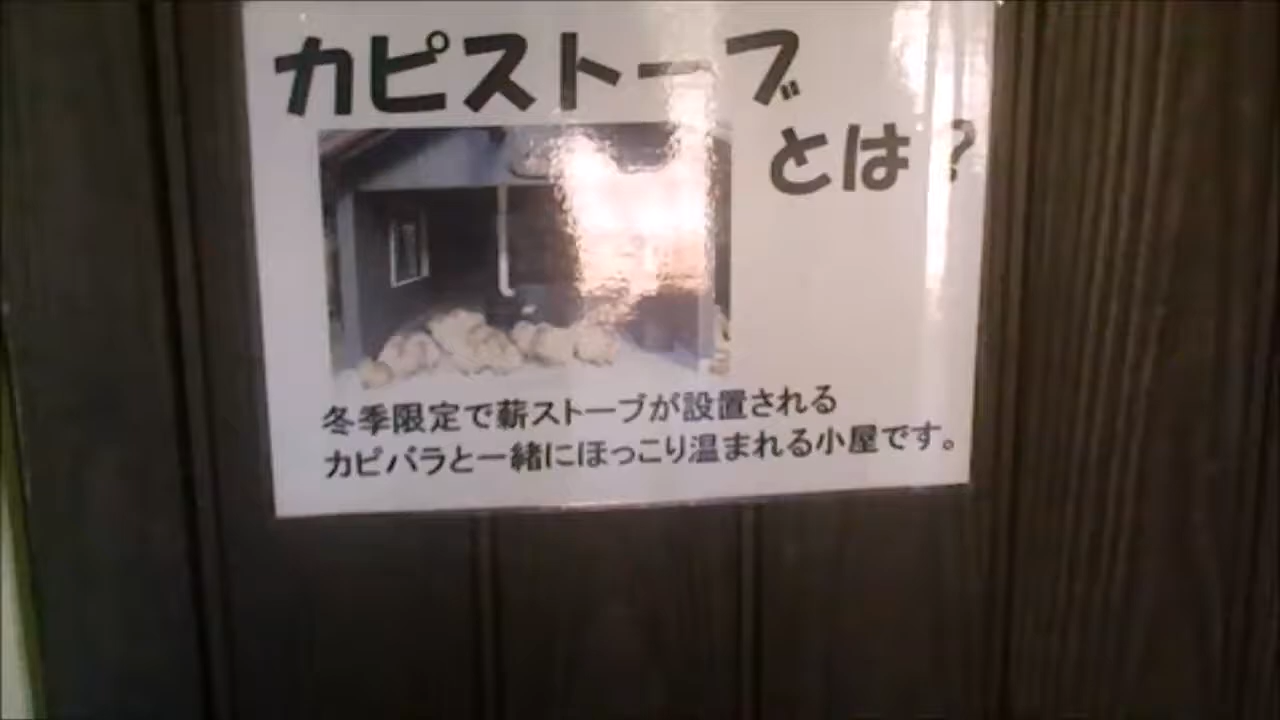 カピストーブ
とは？
冬季限定で薪ストーブが設置される
カピバラと一緒にほっこり温まれる小屋です。